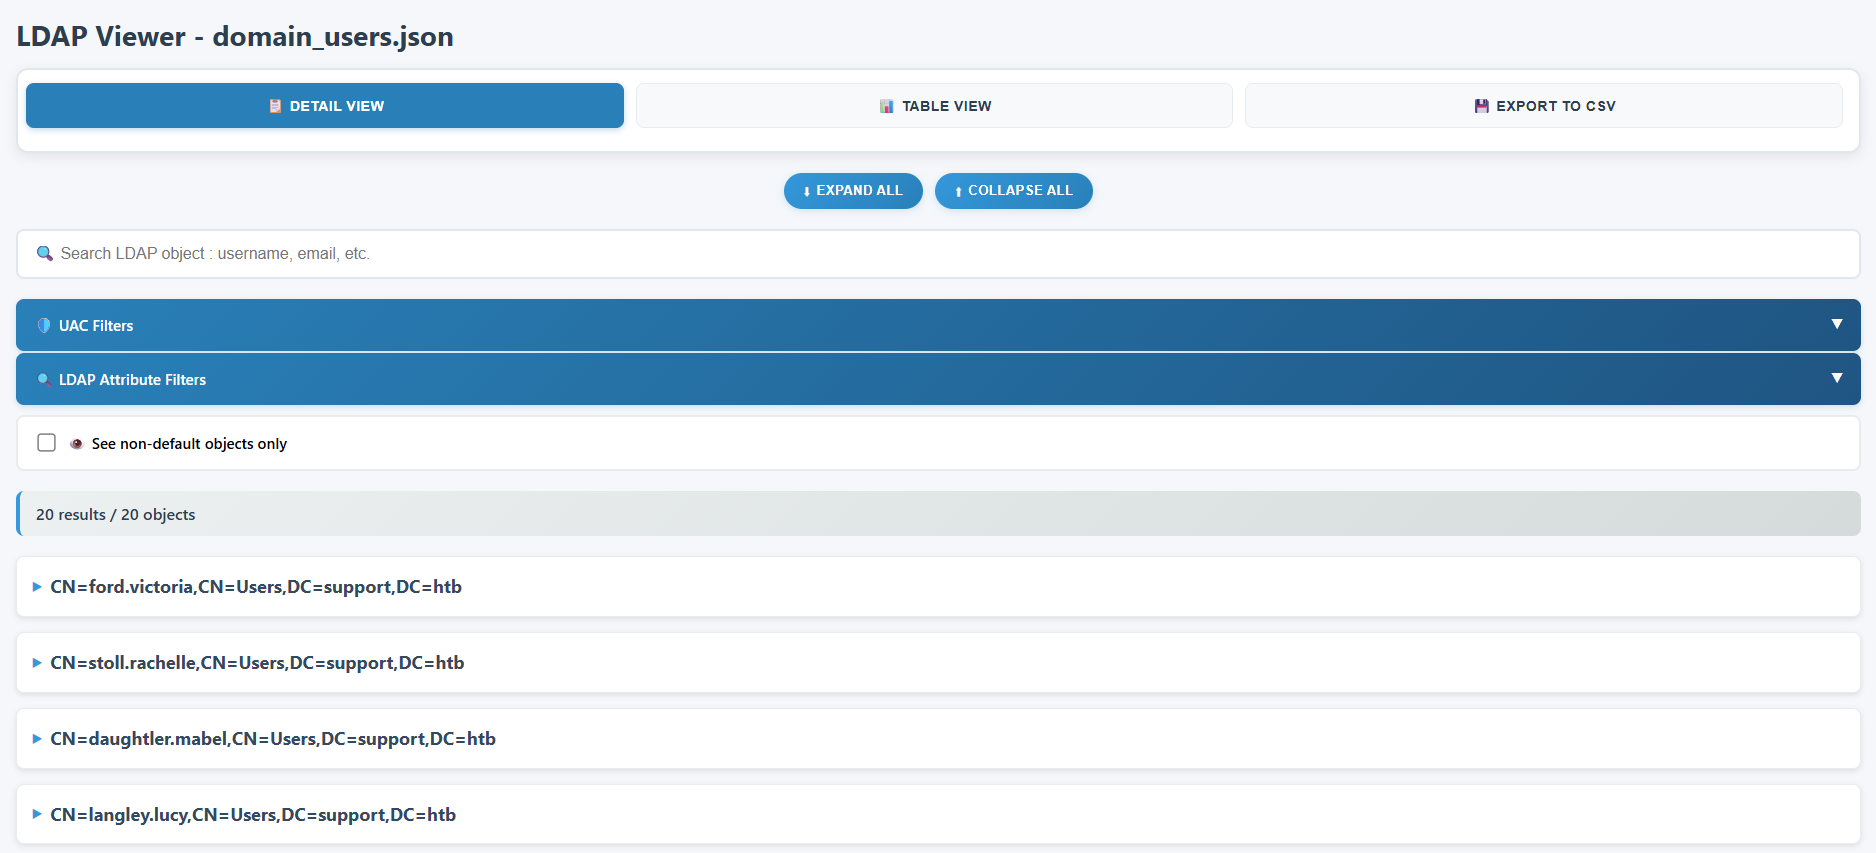 LDAP Viewer - domain_users.json
DETAIL VIEW
TABLE VIEW
EXPORT TO CSV
EXPAND ALL
COLLAPSE ALL
Search LDAP object : username, email, etc.
UAC Filters
LDAP Attribute Filters
See non-default objects only
20 results / 20 objects
CN=ford.victoria,CN=Users,DC=support,DC=htb
CN=stoll.rachelle,CN=Users,DC=support,DC=htb
CN=daughtler.mabel,CN=Users,DC=support,DC=htb
CN=langley.lucy,CN=Users,DC=support,DC=htb